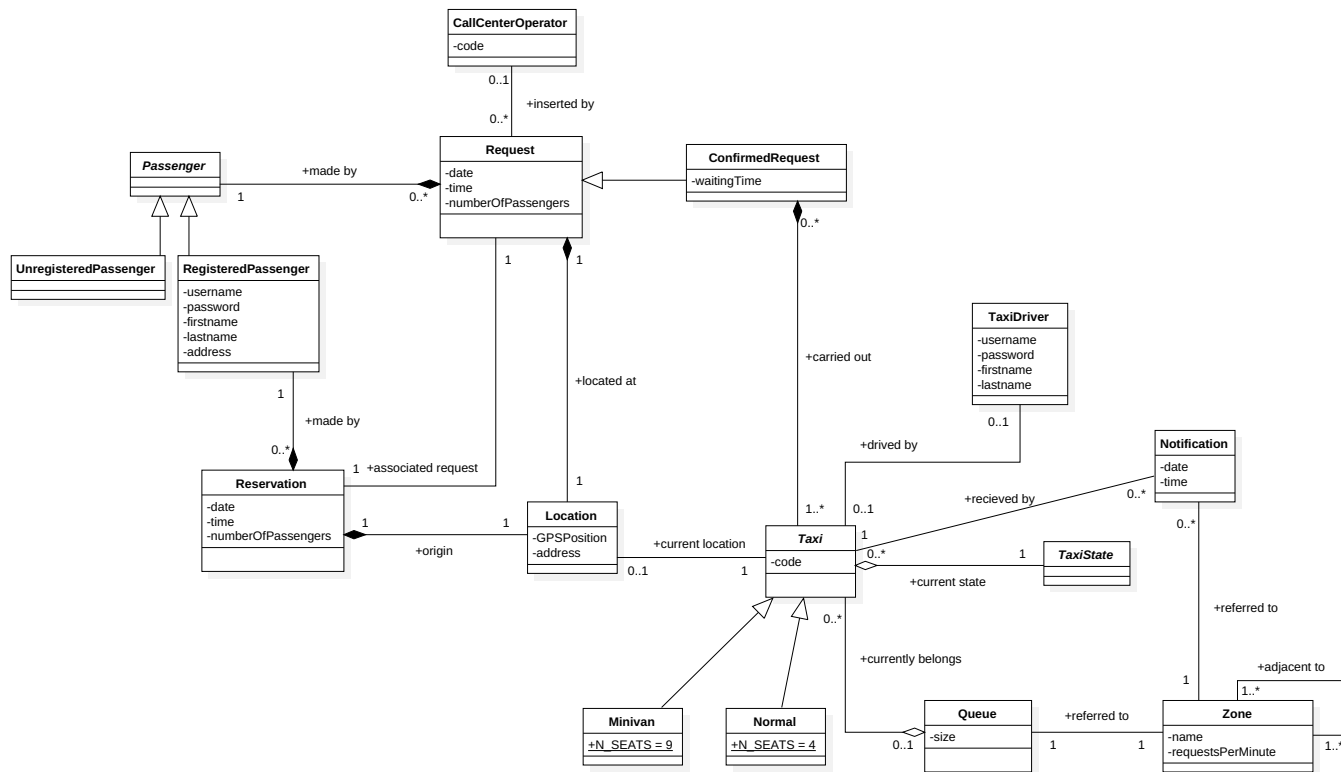 CallCenterOperator
-code
0..1
+inserted by
0..*
Request
-date
-time
-numberOfPassengers
ConfirmedRequest
-waitingTime
Passenger
+made by
1
0..*
0..*
1
1
UnregisteredPassenger
RegisteredPassenger
-username
-password
-firstname
-lastname
-address
TaxiDriver
-username
-password
-firstname
-lastname
+carried out
+located at
1
+made by
0..*
0..1
+drived by
Notification
-date
-time
1
+associated request
Reservation
-date
-time
-numberOfPassengers
1
+recieved by
0..*
1
1
+origin
Location
-GPSPosition
-address
1..*
0..1
0..*
Taxi
-code
1
0..*
+current location
0..1
1
1
+current state
TaxiState
+referred to
0..*
+currently belongs
+adjacent to
1
1..*
Minivan
+N_SEATS = 9
Normal
+N_SEATS = 4
Queue
-size
+referred to
0..1
1
1
Zone
-name
-requestsPerMinute
1..*